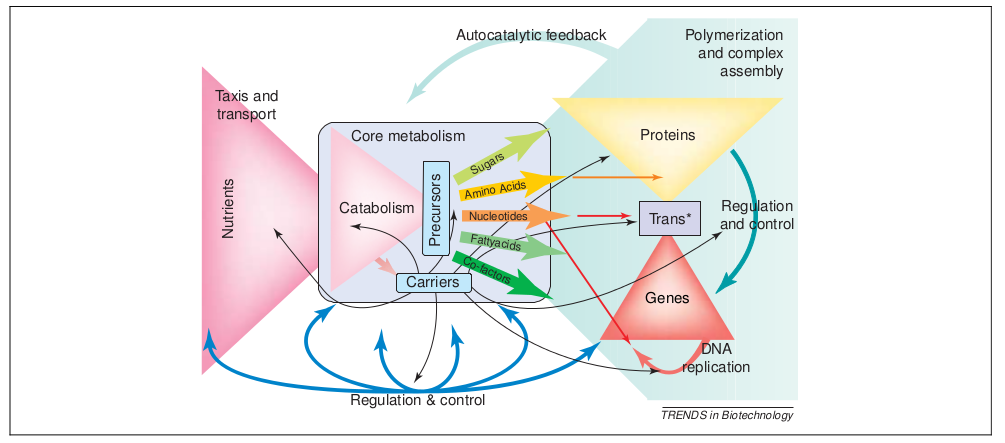 Autocatalytic feedback
Polymerization
and complex
assembly
Taxis and
transport
Nutrients
Core metabolism
Catabolism
Precursors
Carriers
Sugars
Amino Acids
Nucleotides
Fattyacids
Co-factors
Proteins
Trans*
Regulation
and control
Genes
DNA
replication
Regulation & control
TRENDS in Biotechnology